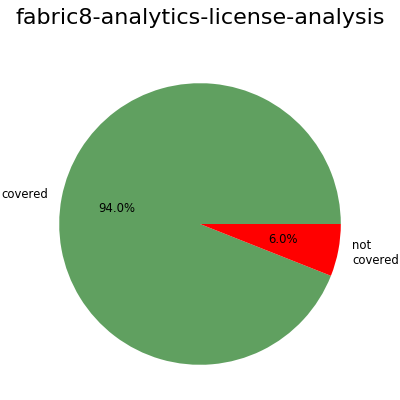 fabric8-analytics-license-analysis
covered
94.0%
6.0%
not
covered